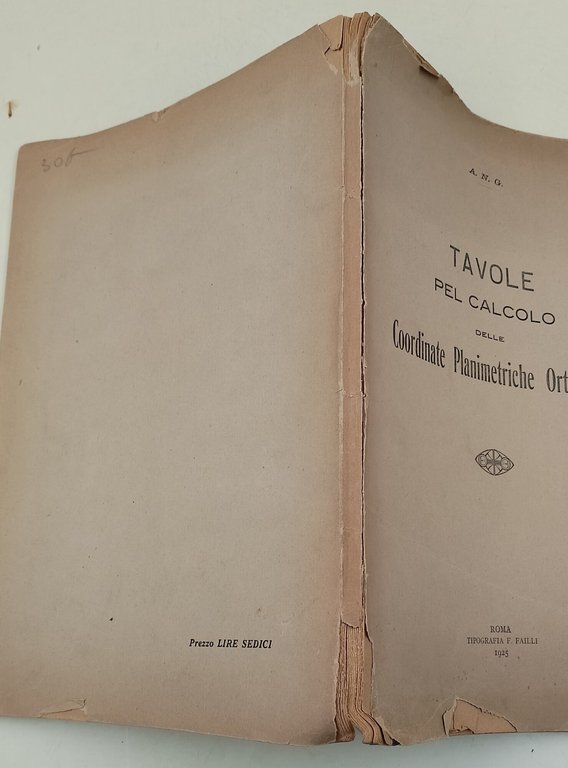 A. N. G.
TAVOLE
PEL CALCOLO
DELLE
Coordinate Planimetriche Ort
ROMA
TIPOGRAFIA F. FAILLI
1925
Prezzo LIRE SEDICI